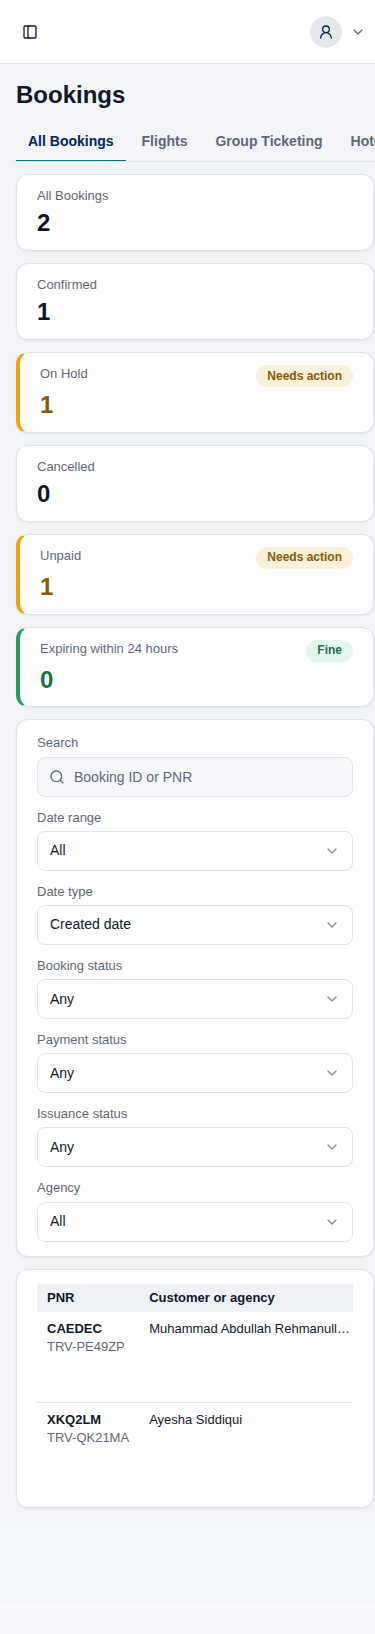 Bookings
All Bookings Flights Group Ticketing Hot
All Bookings
2
Confirmed
1
On Hold Needs action
1
Cancelled
0
Unpaid Needs action
1
Expiring within 24 hours Fine
0
Search
Booking ID or PNR
Date range
All
Date type
Created date
Booking status
Any
Payment status
Any
Issuance status
Any
Agency
All
PNR Customer or agency
CAEDEC Muhammad Abdullah Rehmanull…
TRV-PE49ZP
XKQ2LM Ayesha Siddiqui
TRV-QK21MA